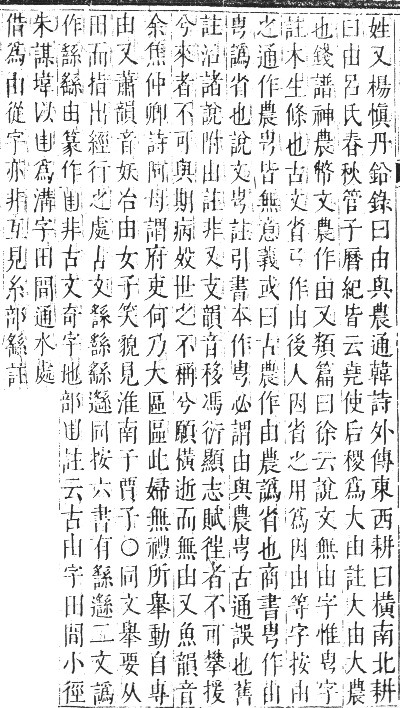 姓又楊愼丹鉛錄曰由與農通韓詩外傳東西耕曰橫南北耕
曰由呂氏春秋管子曆紀皆云堯使后稷爲大由註大由大農
也錢譜神農幣文農作由又類篇曰徐云說文無由字惟甹字
註木生條也古文省弓作由後人因省之用爲因由等字按由
之通作農甹皆無意義或曰古農作由農譌省也商書甹作由
甹譌省也說文甹註引書本作甹必謂由與農甹古通誤也舊
註沿諸說附由註非又支韻音移馮衍顯志賦徃者不可攀援
兮來者不可與期病歿世之不稱兮願橫逝而無由又魚韻音
余焦仲卿詩阿母謂府吏何乃大區區此婦無禮所舉動自專
由又蕭韻音妖冶由女子笑貌見淮南子賈子○同文舉要从
田而指出經行之處古文繇繇繇遥同按六書有繇遥二文譌
作繇繇由篆作甶非古文奇字地部甶註云古由字田間小徑
朱謀㙔以甶爲溝字田間通水處
借爲由從字亦非互見糸部繇註